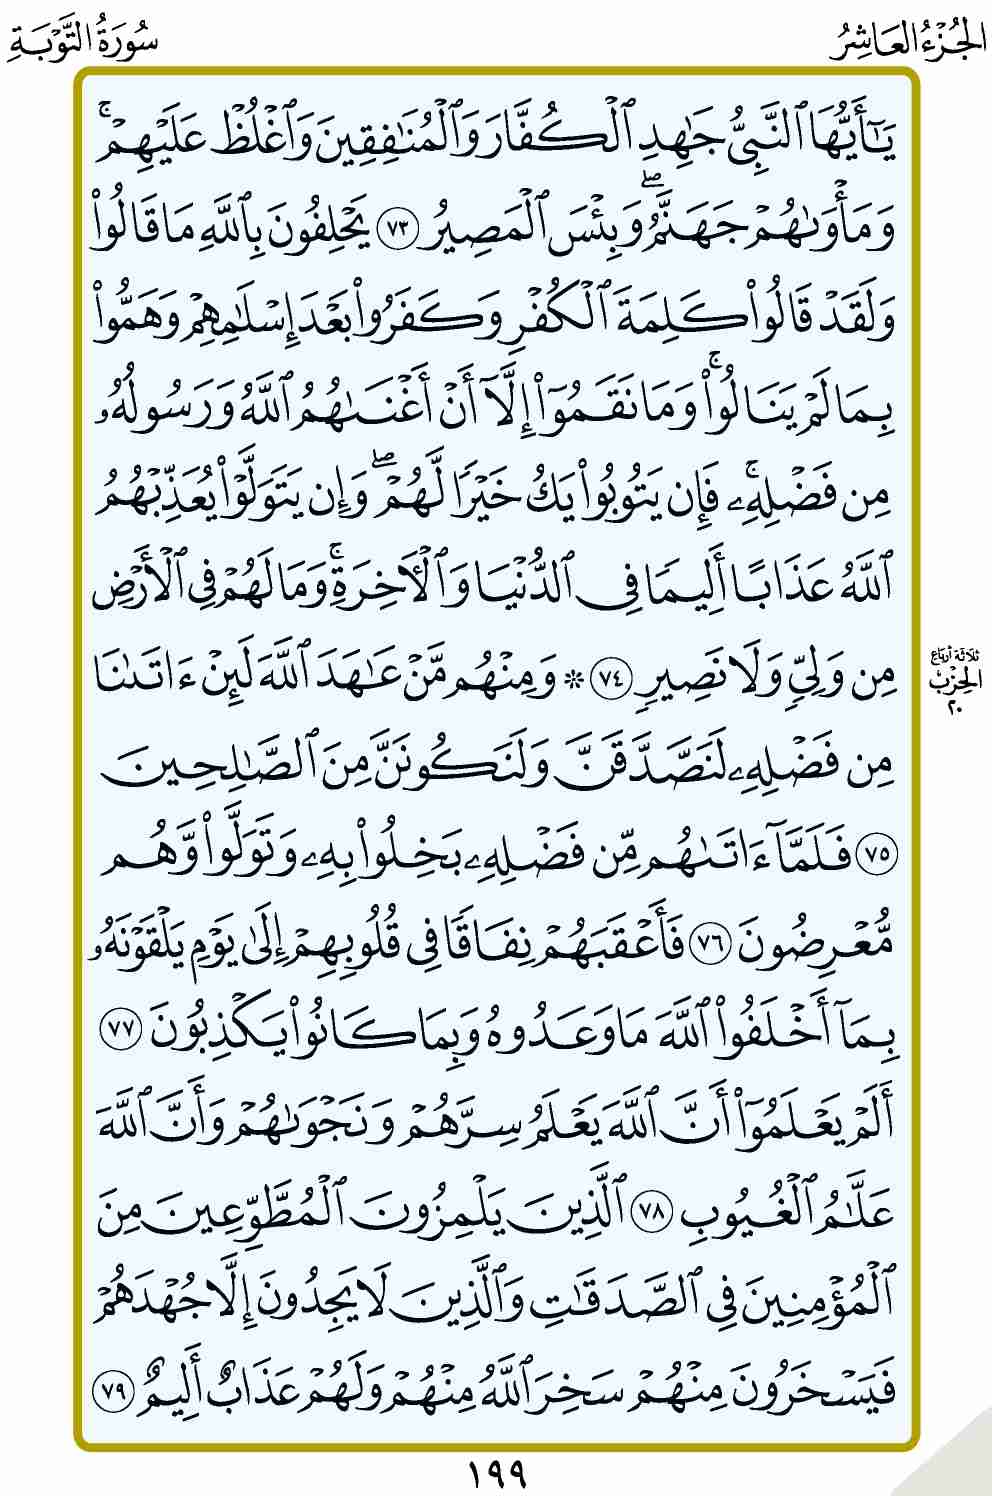 الجُزْءُ العَاشِرُ
سُورَةُ التَّوْبَةِ
يَـٰٓأَيُّهَا ٱلنَّبِىُّ جَـٰهِدِ ٱلْكُفَّارَ وَٱلْمُنَـٰفِقِينَ وَٱغْلُظْ عَلَيْهِمْ ۚ
وَمَأْوَىٰهُمْ جَهَنَّمُ ۖ وَبِئْسَ ٱلْمَصِيرُ ٧٣ يَحْلِفُونَ بِٱللَّهِ مَا قَالُوا۟
وَلَقَدْ قَالُوا۟ كَلِمَةَ ٱلْكُفْرِ وَكَفَرُوا۟ بَعْدَ إِسْلَـٰمِهِمْ وَهَمُّوا۟
بِمَا لَمْ يَنَالُوا۟ ۚ وَمَا نَقَمُوٓا۟ إِلَّآ أَنْ أَغْنَىٰهُمُ ٱللَّهُ وَرَسُولُهُۥ
مِن فَضْلِهِۦ ۚ فَإِن يَتُوبُوا۟ يَكُ خَيْرًا لَّهُمْ ۖ وَإِن يَتَوَلَّوْا۟ يُعَذِّبْهُمُ
ٱللَّهُ عَذَابًا أَلِيمًا فِى ٱلدُّنْيَا وَٱلْـَٔاخِرَةِ ۚ وَمَا لَهُمْ فِى ٱلْأَرْضِ
مِن وَلِىٍّ وَلَا نَصِيرٍ ٧٤ ۞ وَمِنْهُم مَّنْ عَـٰهَدَ ٱللَّهَ لَئِنْ ءَاتَىٰنَا
ثلاثة أرباع
الحِزْب
٢٠
مِن فَضْلِهِۦ لَنَصَّدَّقَنَّ وَلَنَكُونَنَّ مِنَ ٱلصَّـٰلِحِينَ
٧٥ فَلَمَّآ ءَاتَىٰهُم مِّن فَضْلِهِۦ بَخِلُوا۟ بِهِۦ وَتَوَلَّوا۟ وَّهُم
مُّعْرِضُونَ ٧٦ فَأَعْقَبَهُمْ نِفَاقًا فِى قُلُوبِهِمْ إِلَىٰ يَوْمِ يَلْقَوْنَهُۥ
بِمَآ أَخْلَفُوا۟ ٱللَّهَ مَا وَعَدُوهُ وَبِمَا كَانُوا۟ يَكْذِبُونَ ٧٧
أَلَمْ يَعْلَمُوٓا۟ أَنَّ ٱللَّهَ يَعْلَمُ سِرَّهُمْ وَنَجْوَىٰهُمْ وَأَنَّ ٱللَّهَ
عَلَّـٰمُ ٱلْغُيُوبِ ٧٨ ٱلَّذِينَ يَلْمِزُونَ ٱلْمُطَّوِّعِينَ مِنَ
ٱلْمُؤْمِنِينَ فِى ٱلصَّدَقَـٰتِ وَٱلَّذِينَ لَا يَجِدُونَ إِلَّا جُهْدَهُمْ
فَيَسْخَرُونَ مِنْهُمْ سَخِرَ ٱللَّهُ مِنْهُمْ وَلَهُمْ عَذَابٌ أَلِيمٌ ٧٩
١٩٩